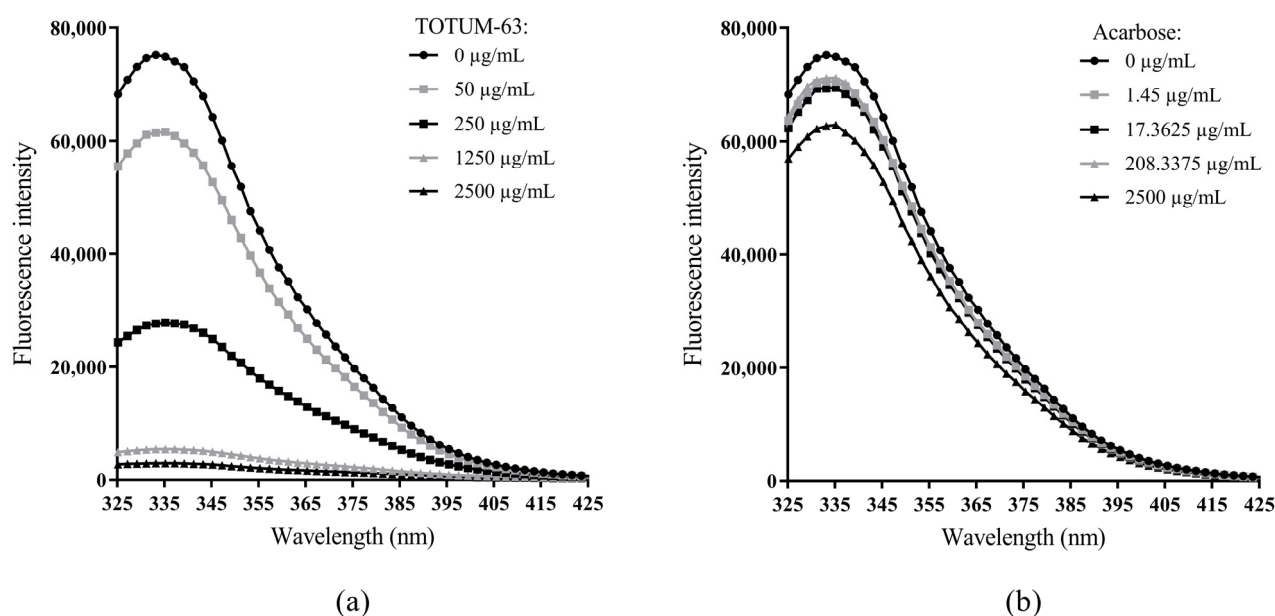 TOTUM-63:
0 µg/mL
50 µg/mL
250 µg/mL
1250 µg/mL
2500 µg/mL
Fluorescence intensity
80,000
60,000
40,000
20,000
0
325 335 345 355 365 375 385 395 405 415 425
Wavelength (nm)
(a)
Acarbose:
0 µg/mL
1.45 µg/mL
17.3625 µg/mL
208.3375 µg/mL
2500 µg/mL
Fluorescence intensity
80,000
60,000
40,000
20,000
0
325 335 345 355 365 375 385 395 405 415 425
Wavelength (nm)
(b)